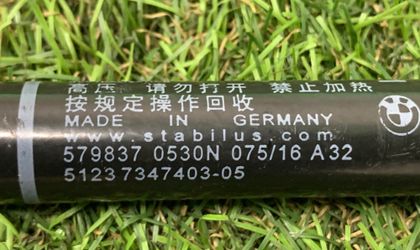 高压 请勿打开 禁止加热
按规定操作回收
MADE IN GERMANY
www.stabilus.com
579837 0530N 075/16 A32
51237347403-05